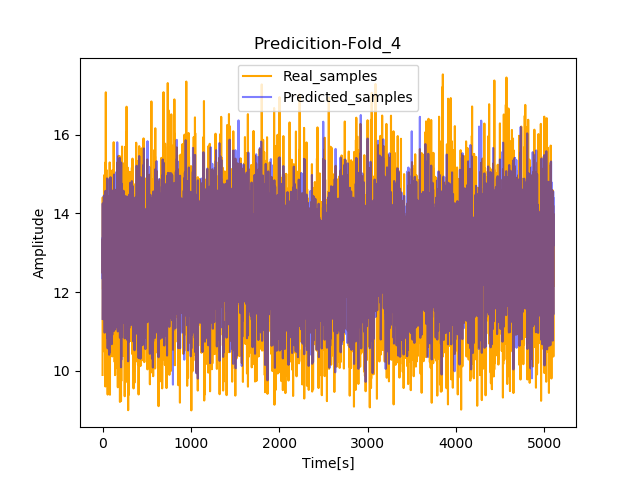 Predicition-Fold_4
Real_samples
Predicted_samples
16
14
12
10
Amplitude
0 1000 2000 3000 4000 5000
Time[s]